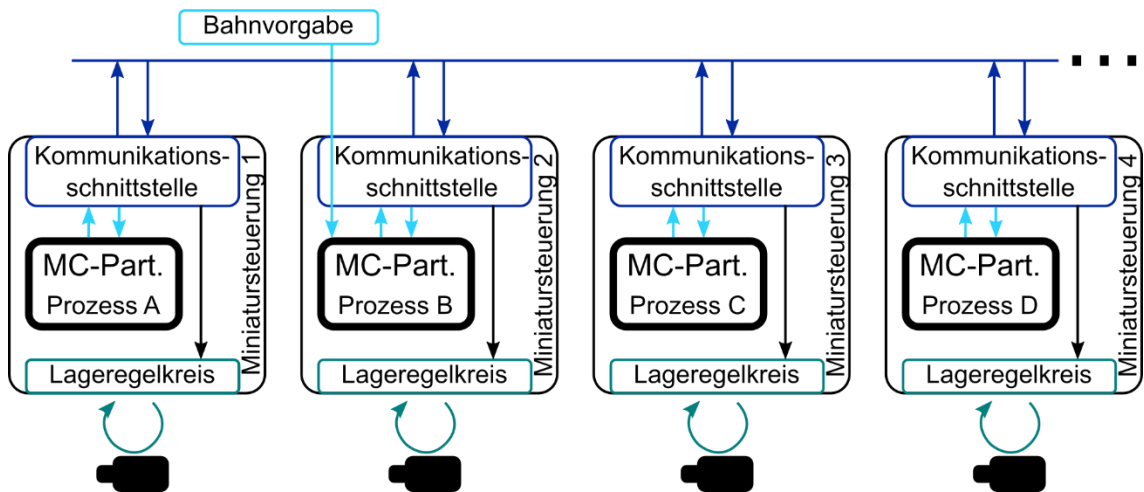 Bahnvorgabe
Kommunikations-
schnittstelle
MC-Part.
Prozess A
Lageregelkreis
Miniatursteuerung 1
Kommunikations-
schnittstelle
MC-Part.
Prozess B
Lageregelkreis
Miniatursteuerung 2
Kommunikations-
schnittstelle
MC-Part.
Prozess C
Lageregelkreis
Miniatursteuerung 3
Kommunikations-
schnittstelle
MC-Part.
Prozess D
Lageregelkreis
Miniatursteuerung 4